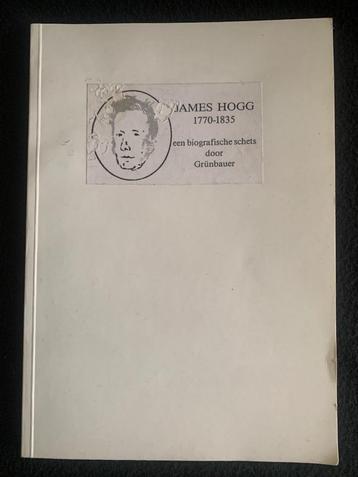 JAMES HOGG
1770-1835
een biografische schets
door
Grünbauer